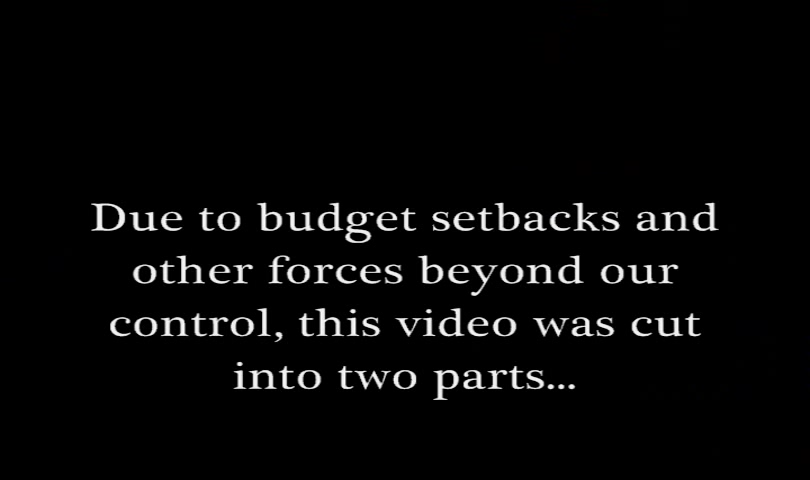 Due to budget setbacks and
other forces beyond our
control, this video was cut
into two parts...